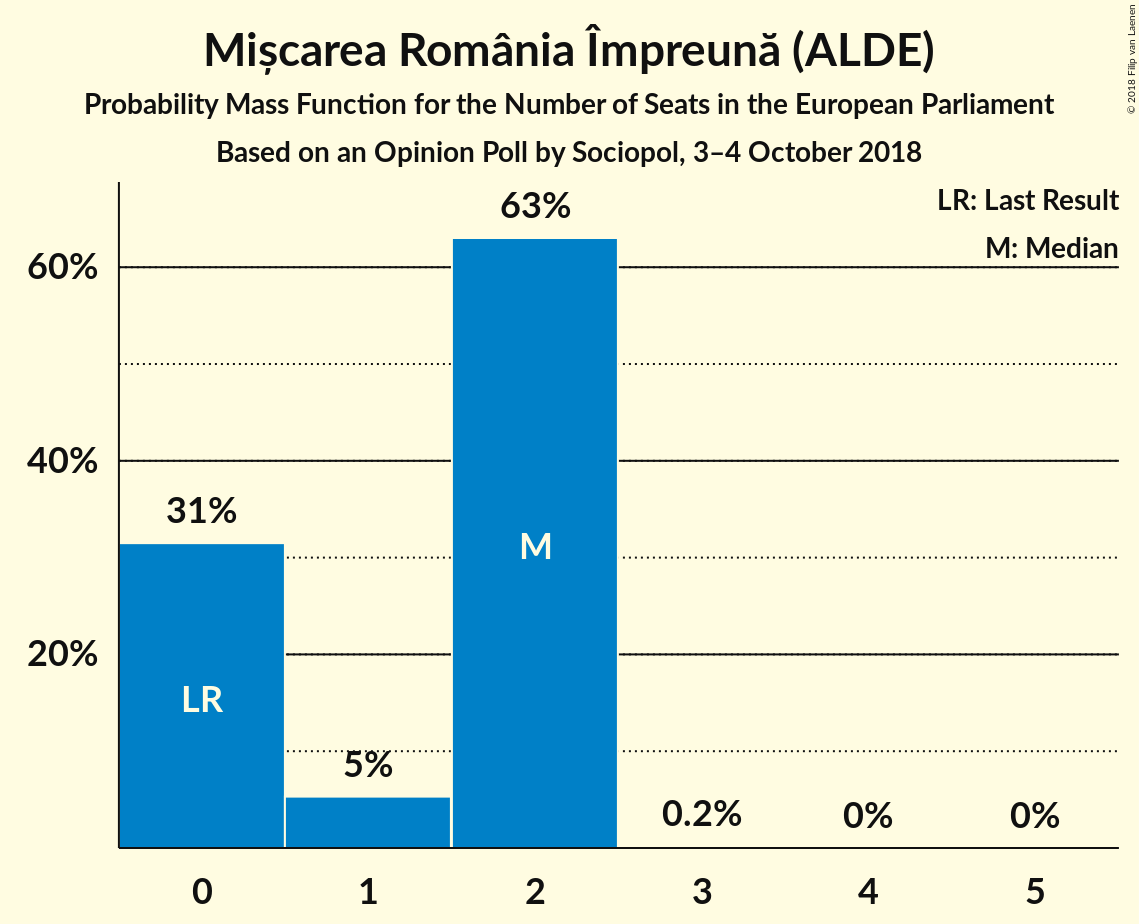 Mișcarea România Împreună (ALDE)
Probability Mass Function for the Number of Seats in the European Parliament
Based on an Opinion Poll by Sociopol, 3–4 October 2018
© 2018 Filip van Laenen
LR: Last Result
M: Median
63%
60%
40%
31%
M
20%
LR
5%
0.2%
0%
0%
0
1
2
3
4
5